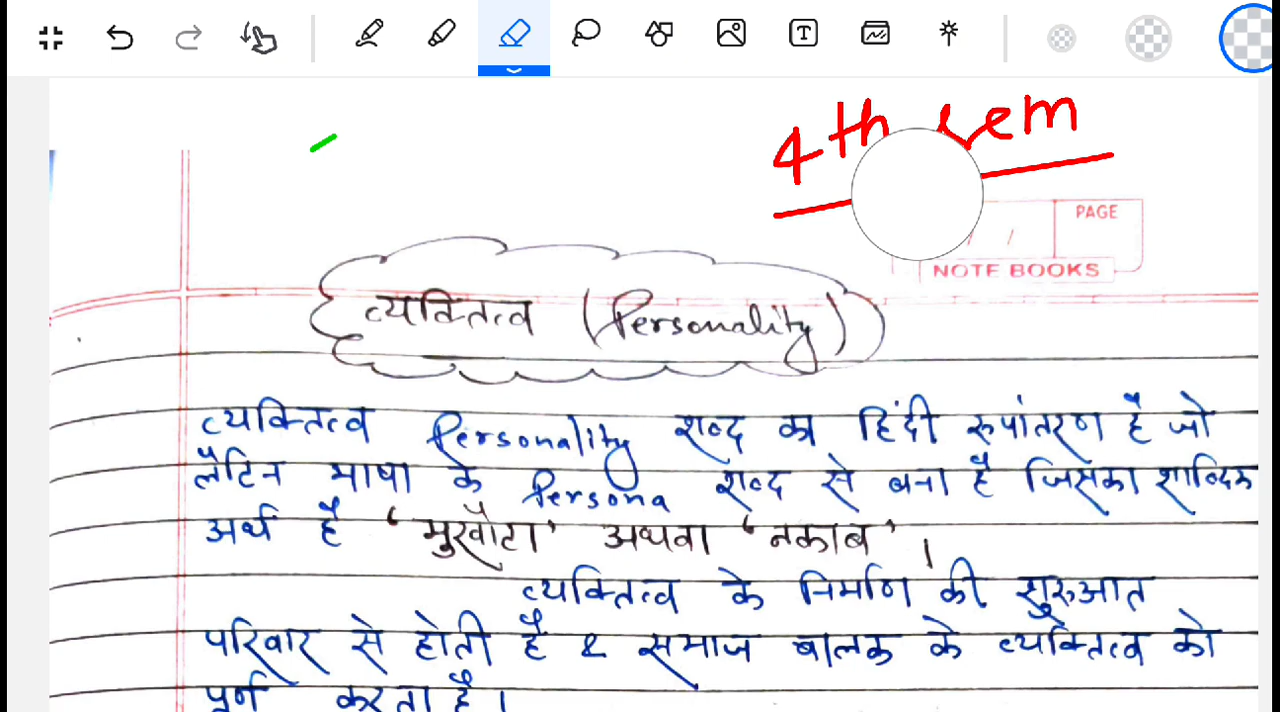 4th sem
PAGE
NOTE BOOKS
व्यक्तित्व (Personality)
व्यक्तित्व Personality शब्द का हिंदी रुपांतरण है जो
लैटिन भाषा के Persona शब्द से बना है जिसका शाब्दिक
अर्थ है 'मुखौटा' अथवा 'नकाब'।
व्यक्तित्व के निर्माण की शुरुआत
परिवार से होती है & समाज बालक के व्यक्तित्व को
पूर्ण करता है।